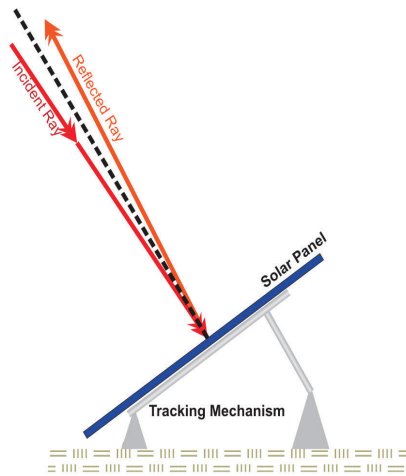 Reflected Ray
Incident Ray
Solar Panel
Tracking Mechanism